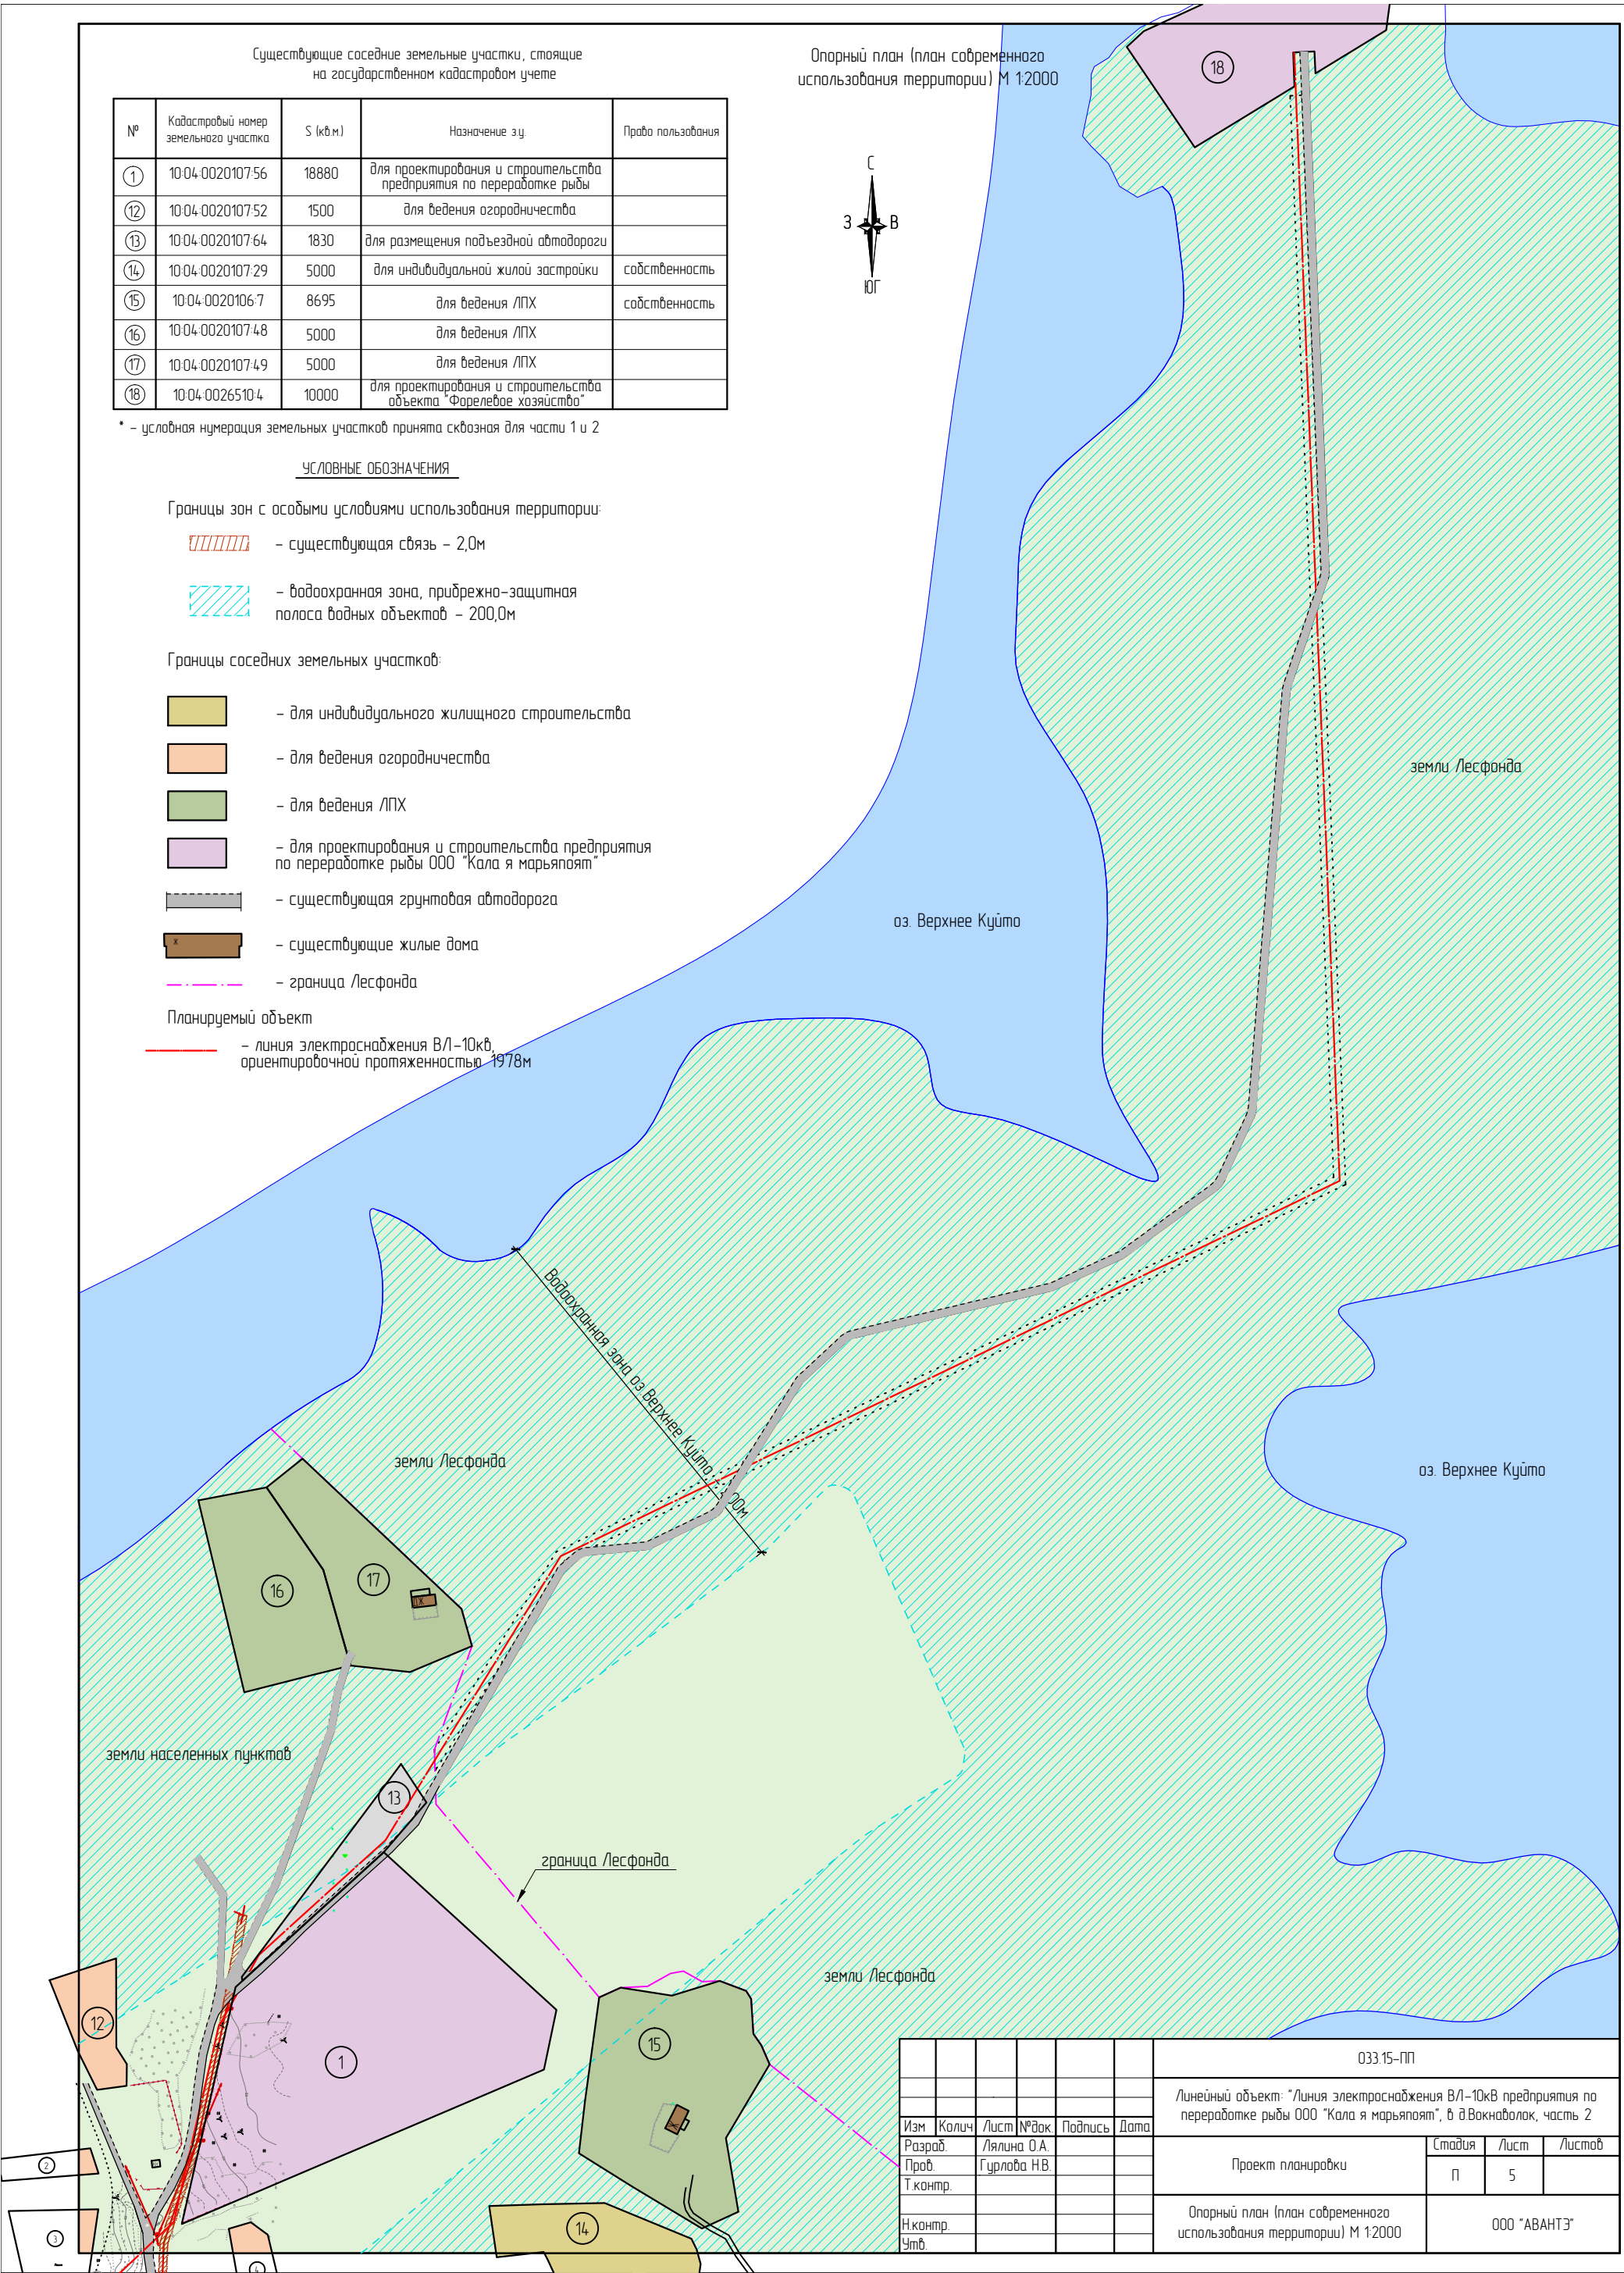 Существующие соседние земельные участки, стоящие
на государственном кадастровом учете
№ Кадастровый номер земельного участка S (кв.м.) Назначение з.у. Право пользования
1 10:04:0020107:56 18880 для проектирования и строительства предприятия по переработке рыбы
12 10:04:0020107:52 1500 для ведения огородничества
13 10:04:0020107:64 1830 для размещения подъездной автодороги
14 10:04:0020107:29 5000 для индивидуальной жилой застройки собственность
15 10:04:0020106:7 8695 для ведения ЛПХ собственность
16 10:04:0020107:48 5000 для ведения ЛПХ
17 10:04:0020107:49 5000 для ведения ЛПХ
18 10:04:0026510:4 10000 для проектирования и строительства объекта "Форелевое хозяйство"
* - условная нумерация земельных участков принята сквозная для части 1 и 2
Опорный план (план современного
использования территории) М 1:2000
С
З В
ЮГ
УСЛОВНЫЕ ОБОЗНАЧЕНИЯ
Границы зон с особыми условиями использования территории:
- существующая связь - 2,0м
- водоохранная зона, прибрежно-защитная
полоса водных объектов - 200,0м
Границы соседних земельных участков:
- для индивидуального жилищного строительства
- для ведения огородничества
- для ведения ЛПХ
- для проектирования и строительства предприятия
по переработке рыбы ООО "Кала я марьяпоят"
- существующая грунтовая автодорога
ж
- существующие жилые дома
- граница Лесфонда
Планируемый объект
- линия электроснабжения ВЛ-10кв,
ориентировочной протяженностью 1978м
18
земли Лесфонда
оз. Верхнее Куйто
Водоохранная зона оз.Верхнее Куйто
00м
земли Лесфонда
оз. Верхнее Куйто
16
17
земли населенных пунктов
13
граница Лесфонда
земли Лесфонда
12
1
15
2
3
4
14
033.15-ПП
Линейный объект: "Линия электроснабжения ВЛ-10кВ предприятия по
переработке рыбы ООО "Кала я марьяпоят", в д.Вокнаволок, часть 2
Изм Колич Лист №док Подпись Дата
Разраб. Лялина О.А.
Пров. Гурлова Н.В.
Т.контр.
Н.контр.
Утв.
Проект планировки
Стадия Лист Листов
П 5
Опорный план (план современного
использования территории) М 1:2000
ООО "АВАНТЭ"